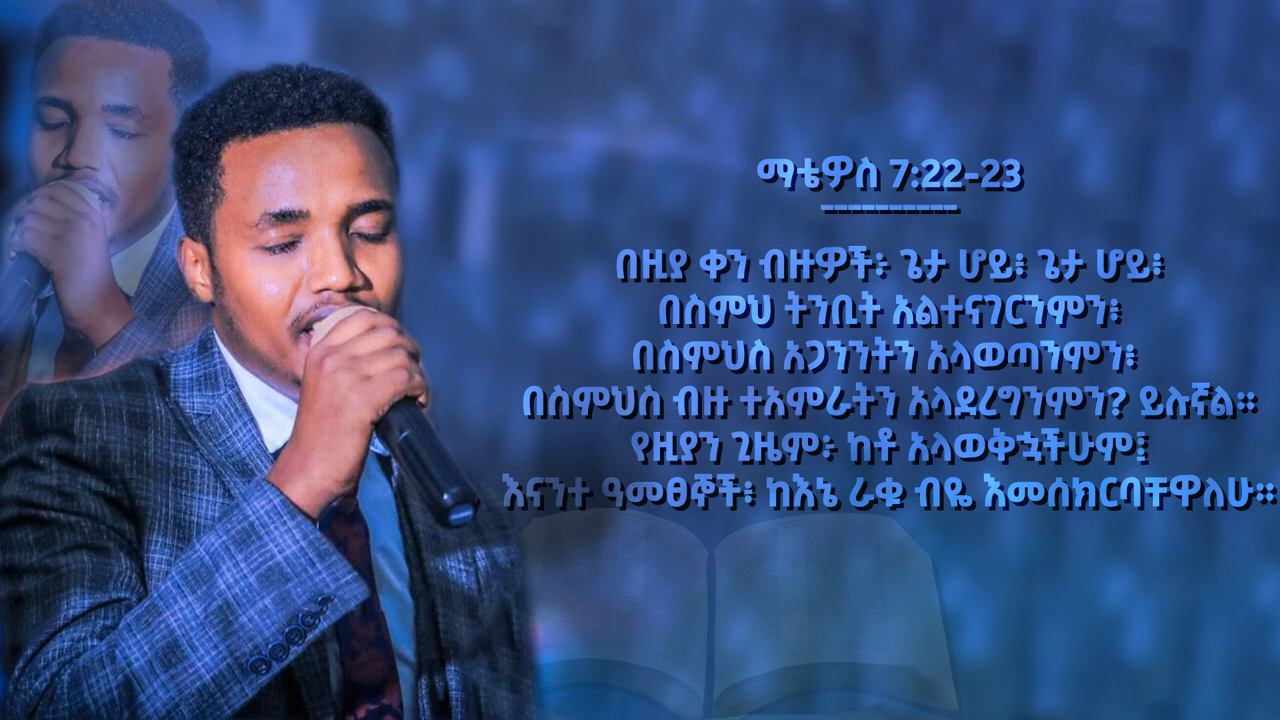 ማቴዎስ 7:22-23
----------
በዚያ ቀን ብዙዎች፥ ጌታ ሆይ፥ ጌታ ሆይ፥
በስምህ ትንቢት አልተናገርንምን፥
በስምህስ አጋንንትን አላወጣንምን፥
በስምህስ ብዙ ተአምራትን አላደረግንምን? ይሉኛል።
የዚያን ጊዜም፥ ከቶ አላወቅኋችሁም፤
እናንተ ዓመፀኞች፥ ከእኔ ራቁ ብዬ እመሰክርባቸዋለሁ።